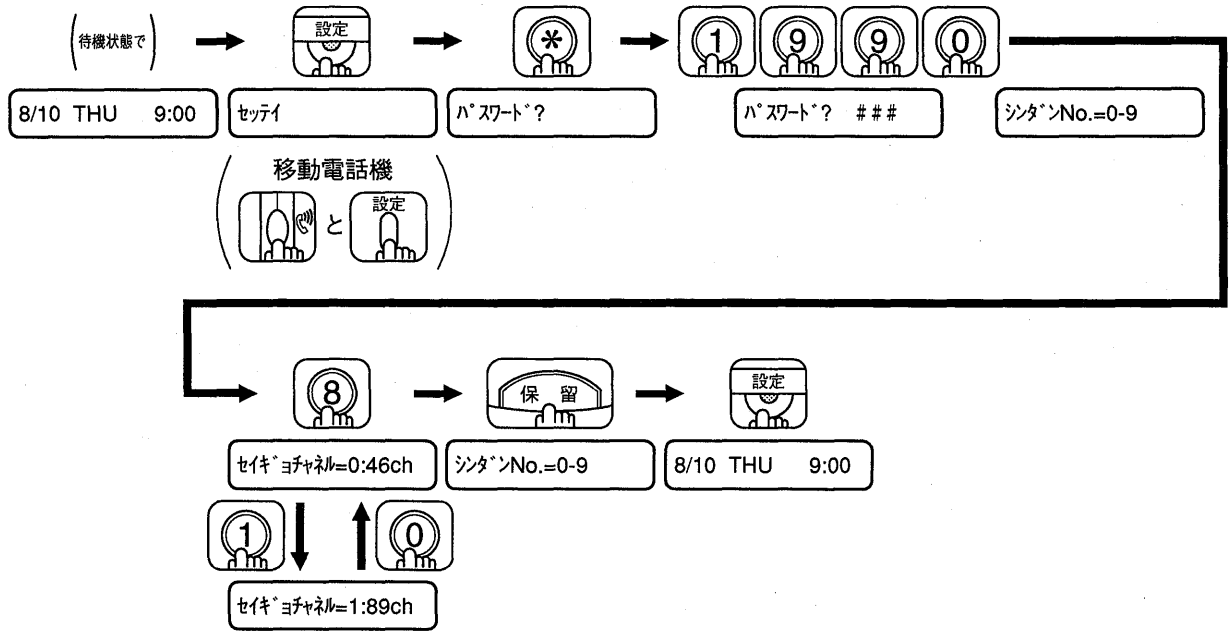 (待機状態で)
設定
*
1 9 9 0
8/10 THU 9:00
セッテイ
パスワード?
パスワード? ###
シンダンNo.=0-9
移動電話機
と
設定
8
保 留
設定
セイギョチャネル=0:46ch
シンダンNo.=0-9
8/10 THU 9:00
1
0
セイギョチャネル=1:89ch